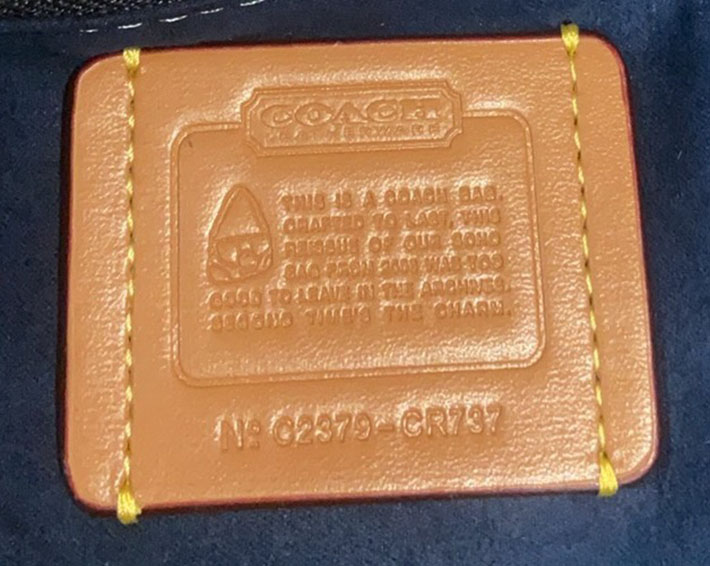 COACH
LEATHERWARE
THIS IS A COACH BAG.
CRAFTED TO LAST, THIS
REISSUE OF OUR SOHO
BAG FROM WAS TOO
GOOD TO LEAVE IN THE ARCHIVES.
SECOND TIME'S THE CHARM.
Nº C2379-CR737